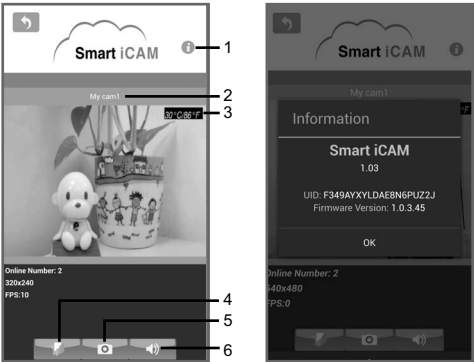 Smart iCAM
1
My cam1
2
30°C/86°F
3
Online Number: 2
320x240
FPS:10
4
5
6
Smart iCAM
My cam1
°F
Information
Smart iCAM
1.03
UID: F349AYXYLDAE8N6PUZ2J
Firmware Version: 1.0.3.45
OK
Online Number: 2
640x480
FPS:0